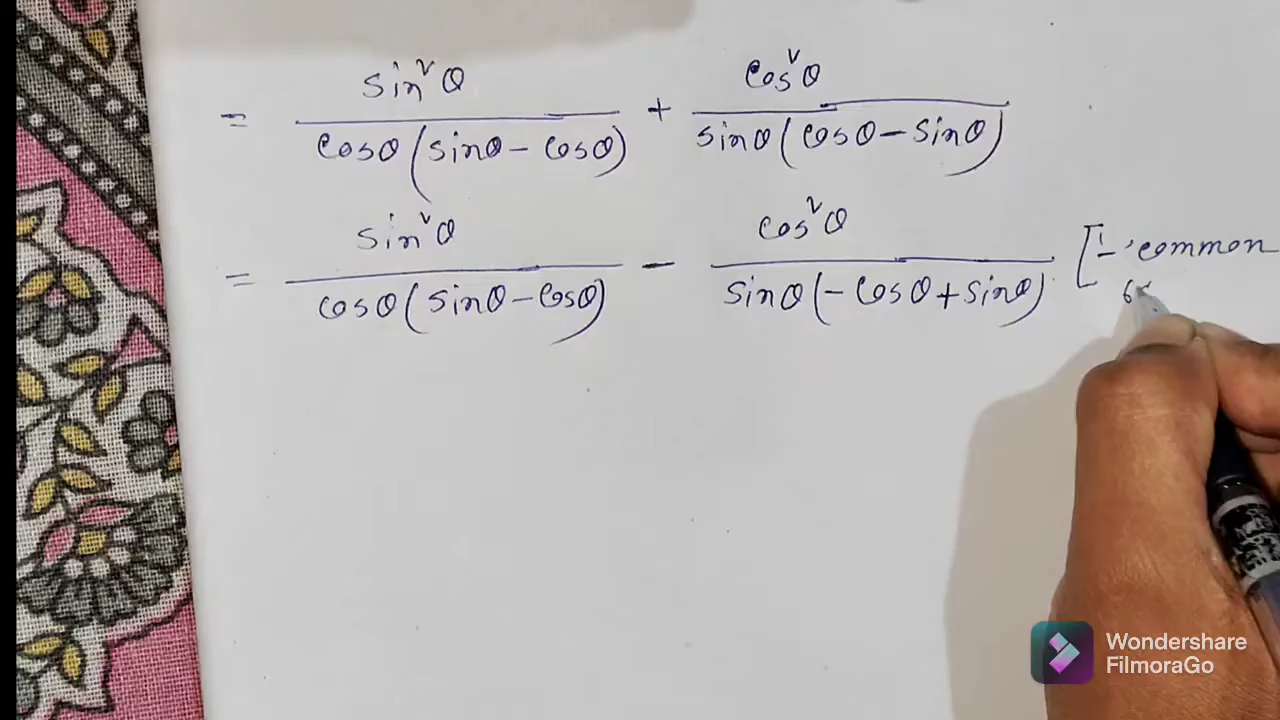 = sin²θ / cosθ(sinθ - cosθ) + cos²θ / sinθ(cosθ - sinθ)
= sin²θ / cosθ(sinθ - cosθ) - cos²θ / sinθ(-cosθ + sinθ) ['-' common
Wondershare
FilmoraGo